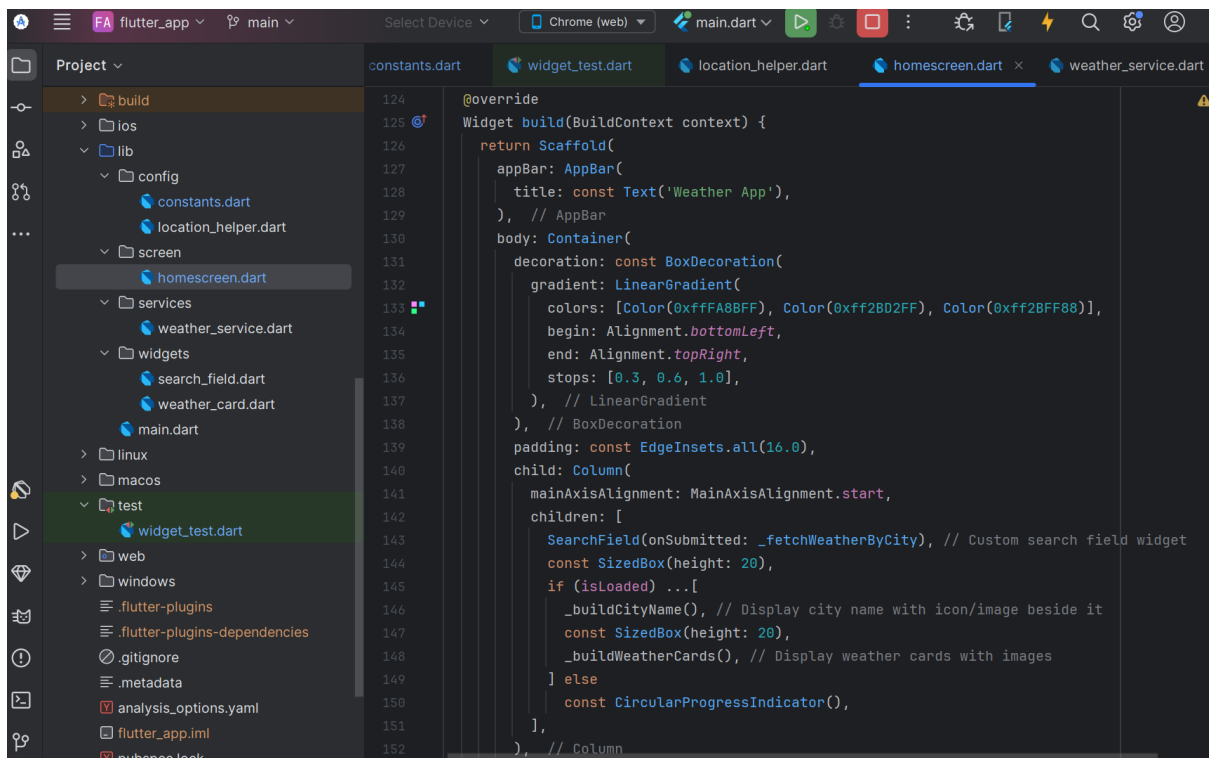 FA flutter_app main Select Device Chrome (web) main.dart
Project
constants.dart widget_test.dart location_helper.dart homescreen.dart × weather_service.dart
build
ios
lib
config
constants.dart
location_helper.dart
screen
homescreen.dart
services
weather_service.dart
widgets
search_field.dart
weather_card.dart
main.dart
linux
macos
test
widget_test.dart
web
windows
.flutter-plugins
.flutter-plugins-dependencies
.gitignore
.metadata
analysis_options.yaml
flutter_app.iml
pubspec.lock
124 @override
125 Widget build(BuildContext context) {
126 return Scaffold(
127 appBar: AppBar(
128 title: const Text('Weather App'),
129 ), // AppBar
130 body: Container(
131 decoration: const BoxDecoration(
132 gradient: LinearGradient(
133 colors: [Color(0xffFA8BFF), Color(0xff2BD2FF), Color(0xff2BFF88)],
134 begin: Alignment.bottomLeft,
135 end: Alignment.topRight,
136 stops: [0.3, 0.6, 1.0],
137 ), // LinearGradient
138 ), // BoxDecoration
139 padding: const EdgeInsets.all(16.0),
140 child: Column(
141 mainAxisAlignment: MainAxisAlignment.start,
142 children: [
143 SearchField(onSubmitted: _fetchWeatherByCity), // Custom search field widget
144 const SizedBox(height: 20),
145 if (isLoaded) ...[
146 _buildCityName(), // Display city name with icon/image beside it
147 const SizedBox(height: 20),
148 _buildWeatherCards(), // Display weather cards with images
149 ] else
150 const CircularProgressIndicator(),
151 ],
152 ), // Column